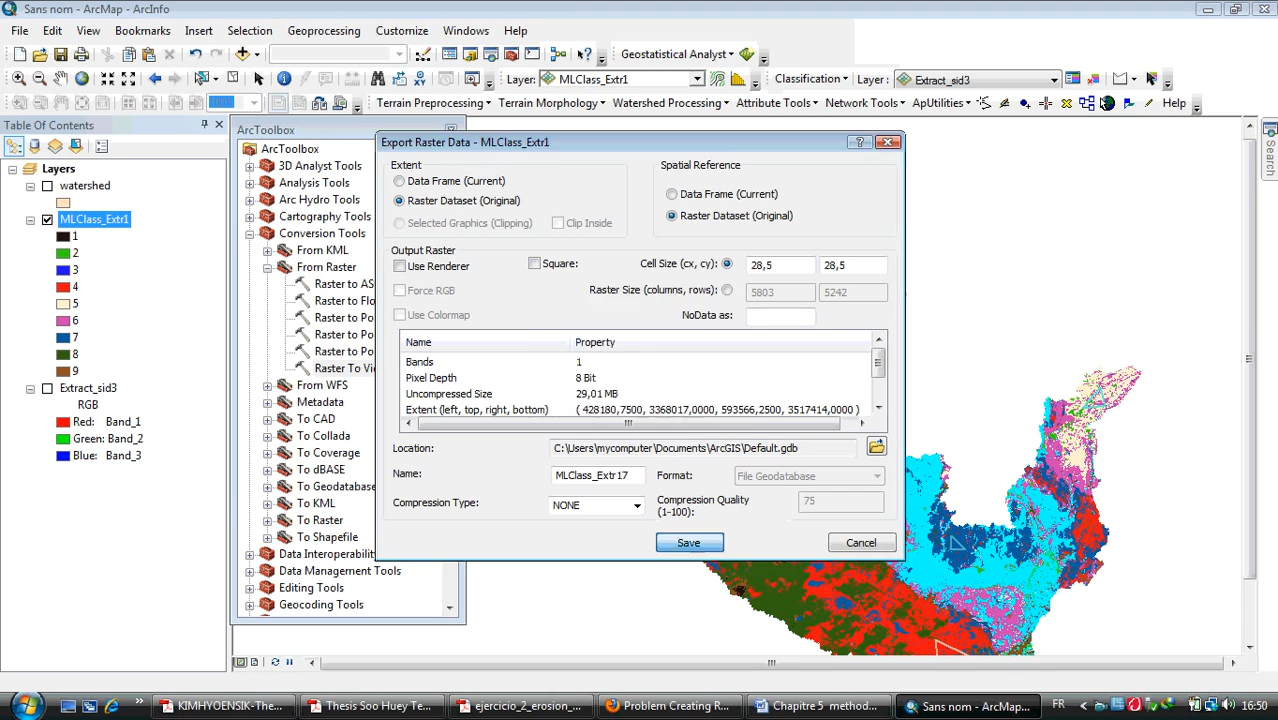 Sans nom - ArcMap - ArcInfo
File Edit View Bookmarks Insert Selection Geoprocessing Customize Windows Help
Geostatistical Analyst
Layer: MLClass_Extr1 Classification Layer : Extract_sid3
100%
Terrain Preprocessing Terrain Morphology Watershed Processing Attribute Tools Network Tools ApUtilities Help
Table Of Contents
Layers
watershed
MLClass_Extr1
1
2
3
4
5
6
7
8
9
Extract_sid3
RGB
Red: Band_1
Green: Band_2
Blue: Band_3
ArcToolbox
ArcToolbox
3D Analyst Tools
Analysis Tools
Arc Hydro Tools
Cartography Tools
Conversion Tools
From KML
From Raster
Raster to AS
Raster to Flo
Raster to Po
Raster to Po
Raster to Po
Raster To Vi
From WFS
Metadata
To CAD
To Collada
To Coverage
To dBASE
To Geodatabase
To KML
To Raster
To Shapefile
Data Interoperability
Data Management Tools
Editing Tools
Geocoding Tools
Export Raster Data - MLClass_Extr1
Extent
Data Frame (Current)
Raster Dataset (Original)
Selected Graphics (Clipping) Clip Inside
Spatial Reference
Data Frame (Current)
Raster Dataset (Original)
Output Raster
Use Renderer Square: Cell Size (cx, cy): 28,5 28,5
Force RGB Raster Size (columns, rows): 5803 5242
Use Colormap NoData as:
Name Property
Bands 1
Pixel Depth 8 Bit
Uncompressed Size 29,01 MB
Extent (left, top, right, bottom) ( 428180,7500, 3368017,0000, 593566,2500, 3517414,0000 )
Location: C:\Users\mycomputer\Documents\ArcGIS\Default.gdb
Name: MLClass_Extr17 Format: File Geodatabase
Compression Type: NONE Compression Quality (1-100): 75
Save Cancel
Search
KIMHYOENSIK-The... Thesis Soo Huey Te... ejercicio_2_erosion_... Problem Creating R... Chapitre 5 method... Sans nom - ArcMap... FR 16:50